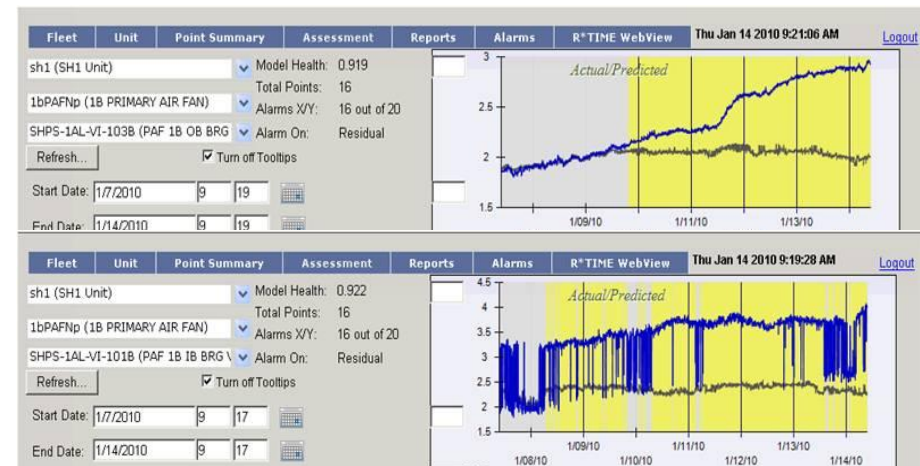 Fleet Unit Point Summary Assessment Reports Alarms R*TIME WebView Thu Jan 14 2010 9:21:06 AM Logout
sh1 (SH1 Unit) Model Health: 0.919
Total Points: 16
1bPAFNp (1B PRIMARY AIR FAN) Alarms X/Y: 16 out of 20
SHPS-1AL-VI-103B (PAF 1B OB BRG Alarm On: Residual
Refresh... Turn off Tooltips
Start Date: 1/7/2010 9 19
End Date: 1/14/2010 9 19
Actual/Predicted
3
2.5
2
1.5
1/09/10 1/11/10 1/13/10
Fleet Unit Point Summary Assessment Reports Alarms R*TIME WebView Thu Jan 14 2010 9:19:28 AM Logout
sh1 (SH1 Unit) Model Health: 0.922
Total Points: 16
1bPAFNp (1B PRIMARY AIR FAN) Alarms X/Y: 16 out of 20
SHPS-1AL-VI-101B (PAF 1B IB BRG Alarm On: Residual
Refresh... Turn off Tooltips
Start Date: 1/7/2010 9 17
End Date: 1/14/2010 9 17
Actual/Predicted
4.5
4
3.5
3
2.5
2
1.5
1/09/10 1/11/10 1/13/10
1/08/10 1/10/10 1/12/10 1/14/10